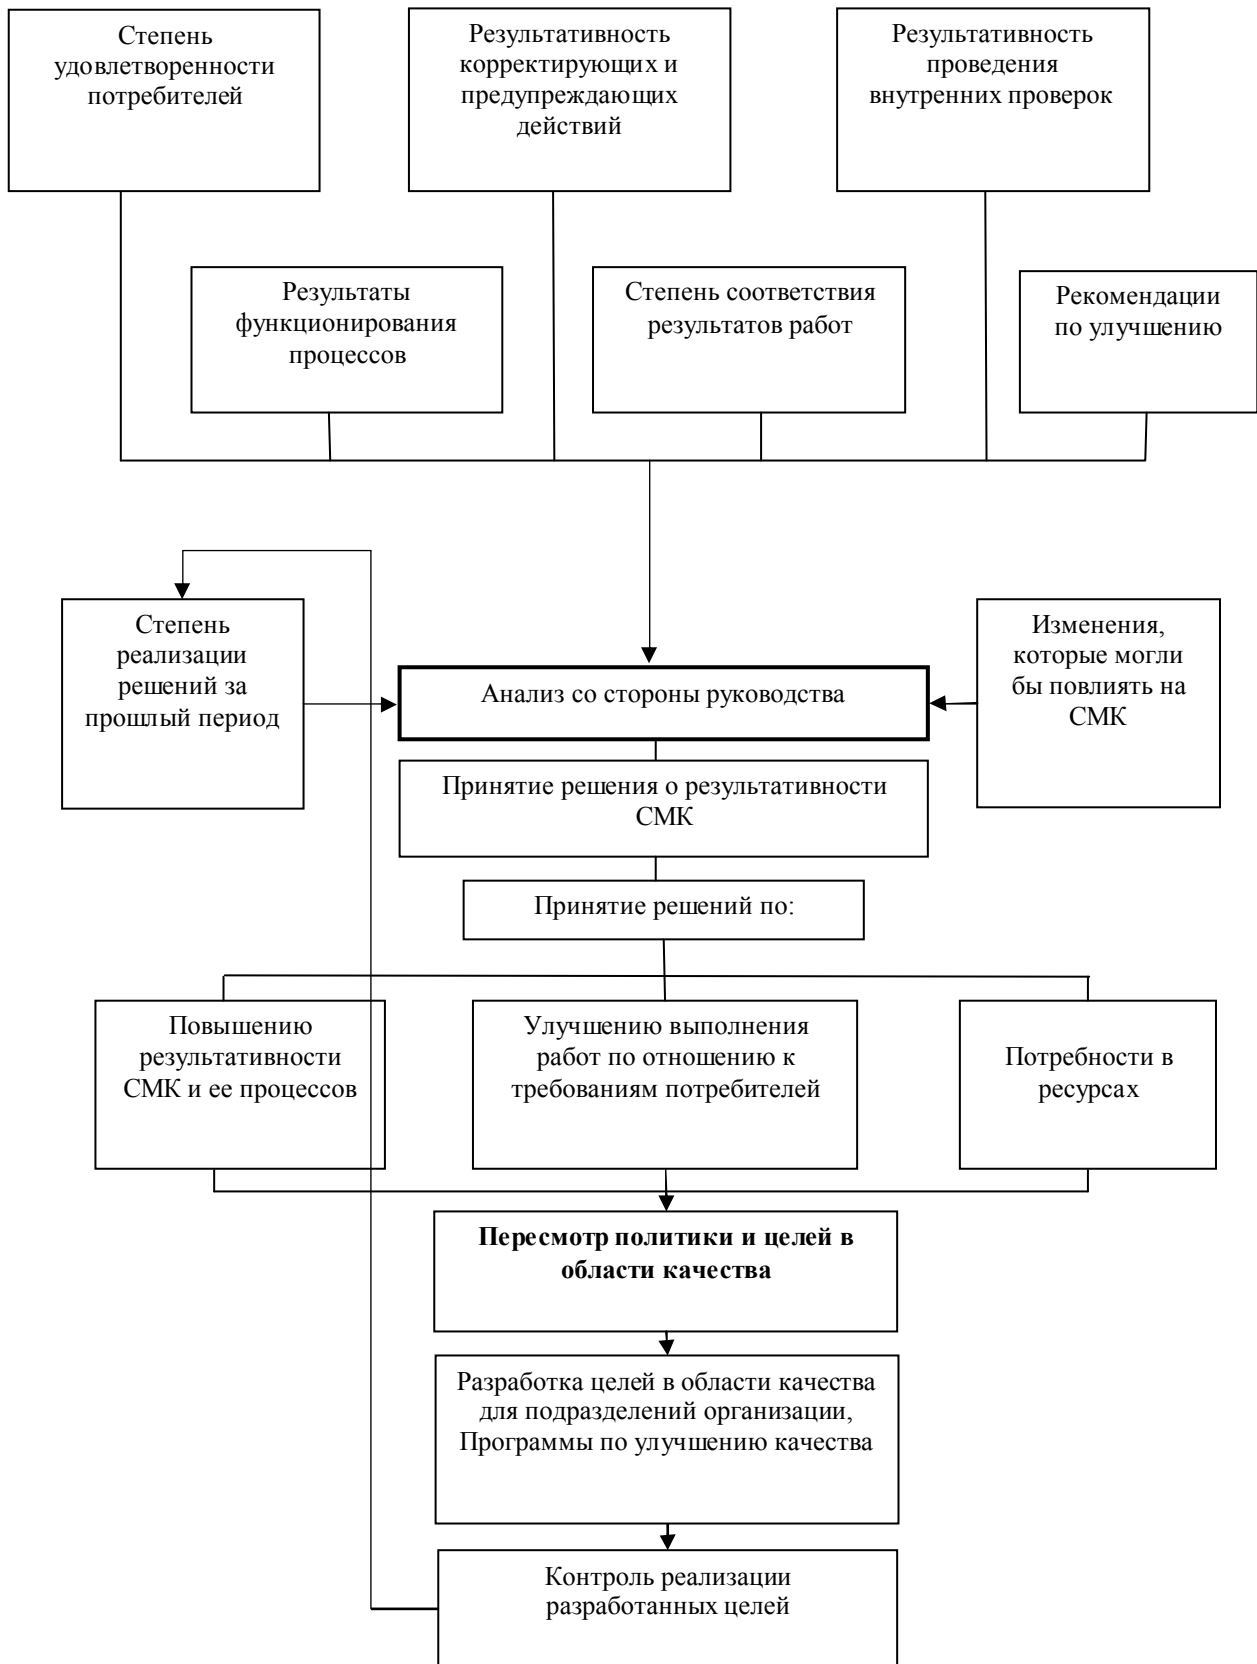 Степень
удовлетворенности
потребителей
Результативность
корректирующих и
предупреждающих
действий
Результативность
проведения
внутренних проверок
Результаты
функционирования
процессов
Степень соответствия
результатов работ
Рекомендации
по улучшению
Степень
реализации
решений за
прошлый период
Анализ со стороны руководства
Изменения,
которые могли
бы повлиять на
СМК
Принятие решения о результативности
СМК
Принятие решений по:
Повышению
результативности
СМК и ее процессов
Улучшению выполнения
работ по отношению к
требованиям потребителей
Потребности в
ресурсах
Пересмотр политики и целей в
области качества
Разработка целей в области качества
для подразделений организации,
Программы по улучшению качества
Контроль реализации
разработанных целей